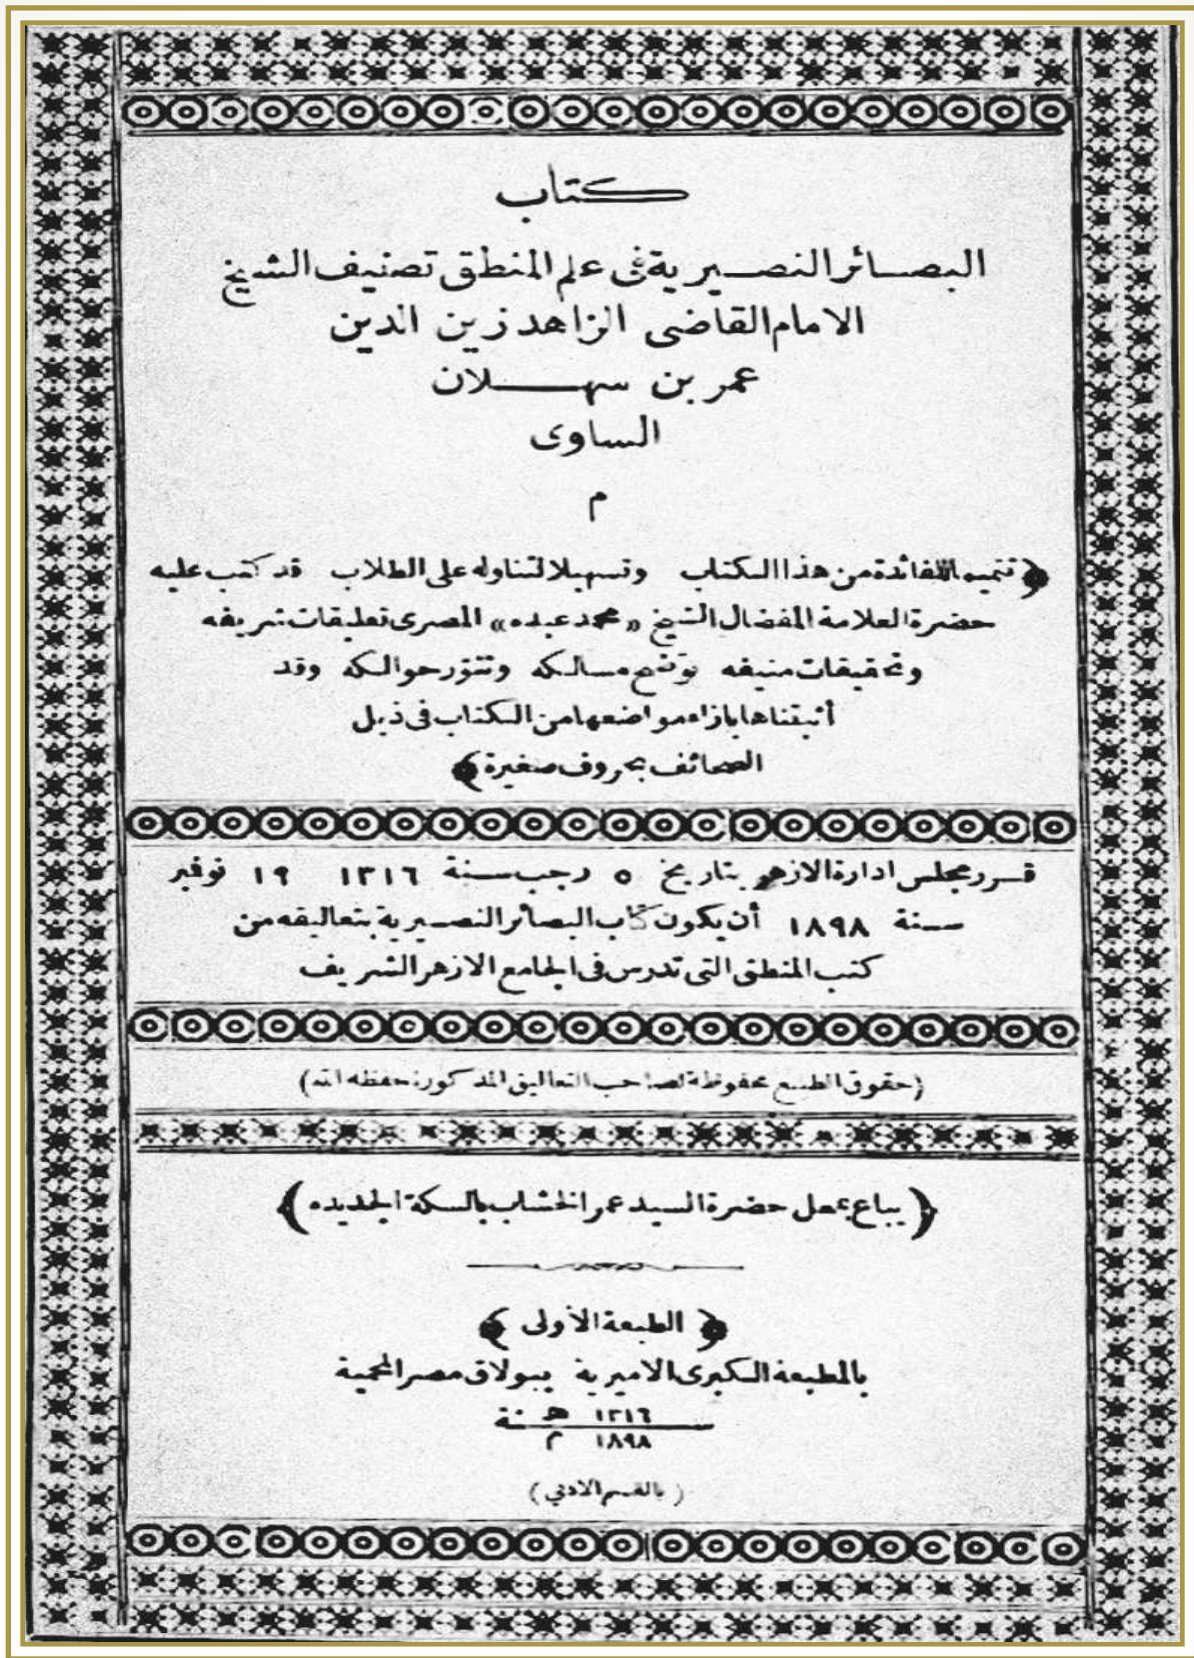 كتاب
البصائر النصيرية فى علم المنطق تصنيف الشيخ
الامام القاضى الزاهد زين الدين
عمر بن سهلان
الساوى
م
﴿ تتميما للفائدة من هذا الكتاب وتسهيلا لتناوله على الطلاب قد كتب عليه
حضرة العلامة المفضال الشيخ «محمد عبده» المصرى تعليقات شريفه
وتحقيقات منيفه توضح مسالكه وتنور حوالكه وقد
أثبتناها بازاء مواضعها من الكتاب فى ذيل
الصحائف بحروف صغيرة ﴾
قرر مجلس ادارة الازهر بتاريخ ٥ رجب سنة ١٣١٦ ١٩ نوفمبر
سنة ١٨٩٨ أن يكون كتاب البصائر النصيرية بتعاليقه من
كتب المنطق التى تدرس فى الجامع الازهر الشريف
(حقوق الطبع محفوظة لصاحب التعاليق المذكورة حفظه الله)
﴿ يباع بمحل حضرة السيد عمر الخشاب بالسكة الجديده ﴾
﴿ الطبعة الأولى ﴾
بالمطبعة الكبرى الاميرية ببولاق مصر المحمية
سنة ١٣١٦ هـ
١٨٩٨ م
(بالقسم الادبى)